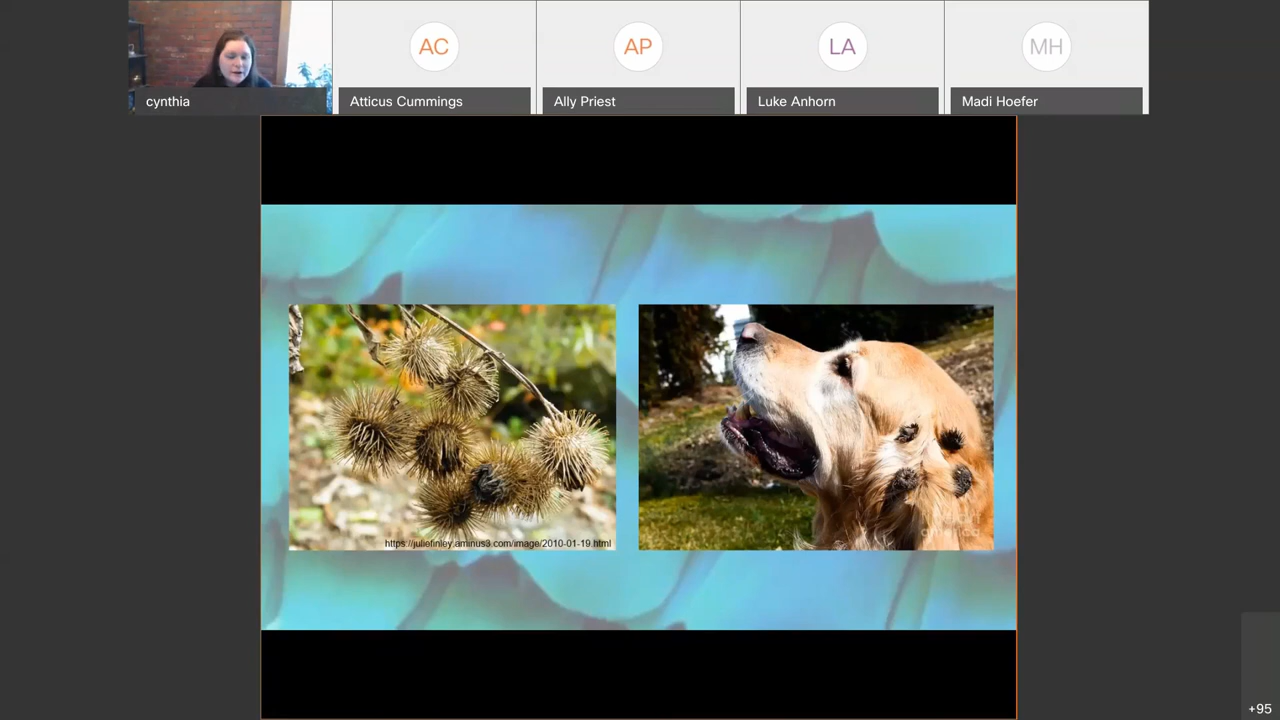 AC
AP
LA
MH
cynthia
Atticus Cummings
Ally Priest
Luke Anhorn
Madi Hoefer
https://juliefinley.aminus3.com/image/2010-01-19.html
+95